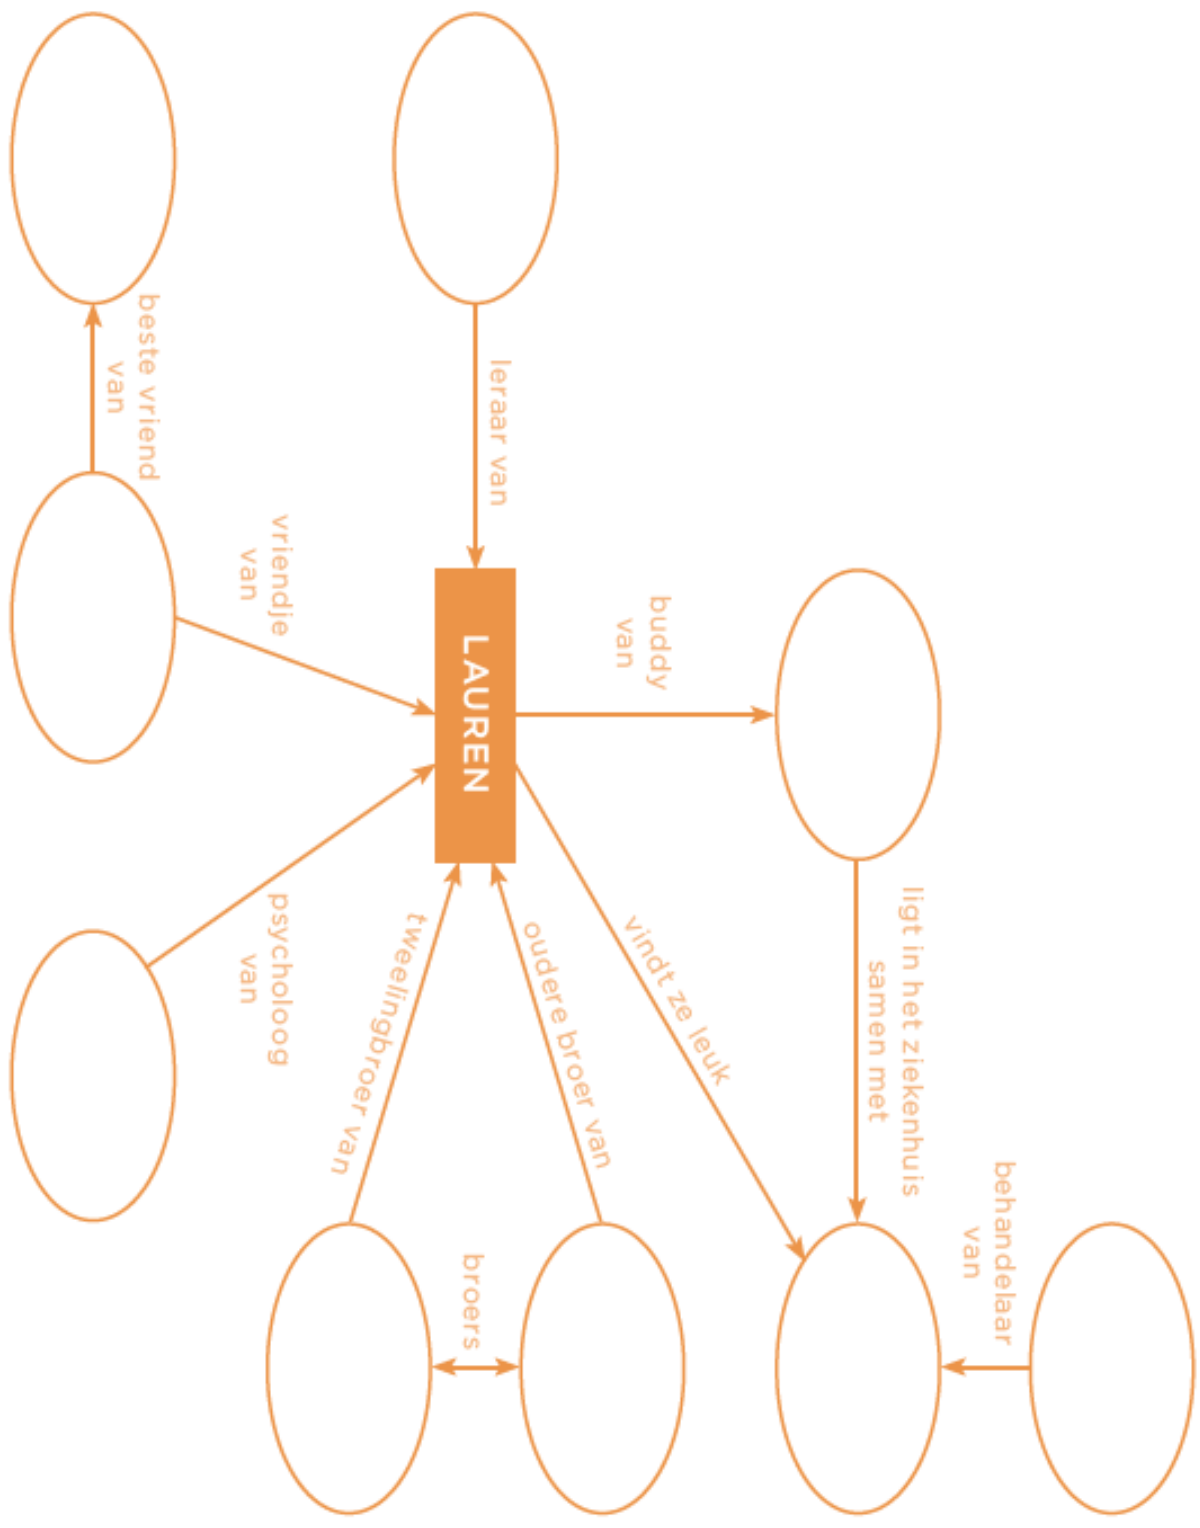 behandelaar
van
ligt in het ziekenhuis
samen met
buddy
van
vindt ze leuk
oudere broer van
leraar van
LAUREN
broers
tweelingbroer van
vriendje
van
psycholoog
van
beste vriend
van